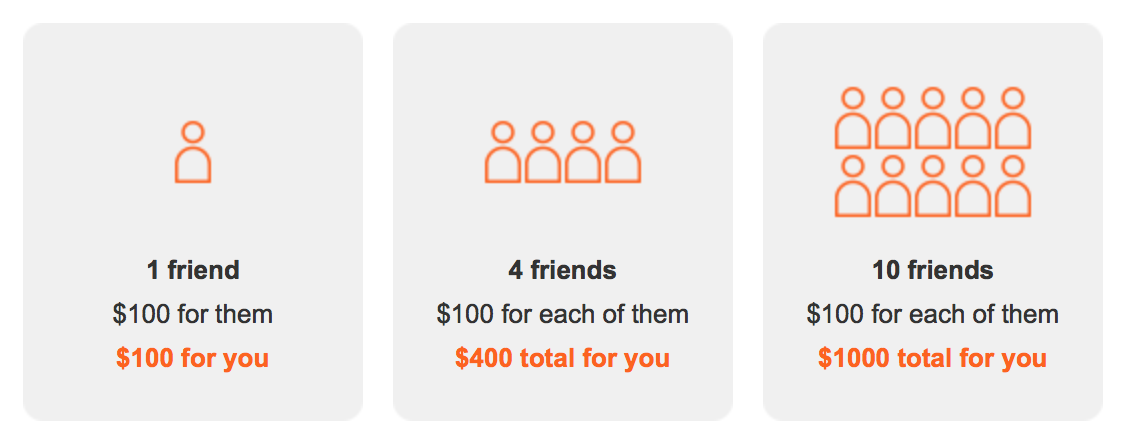 1 friend
$100 for them
$100 for you
4 friends
$100 for each of them
$400 total for you
10 friends
$100 for each of them
$1000 total for you